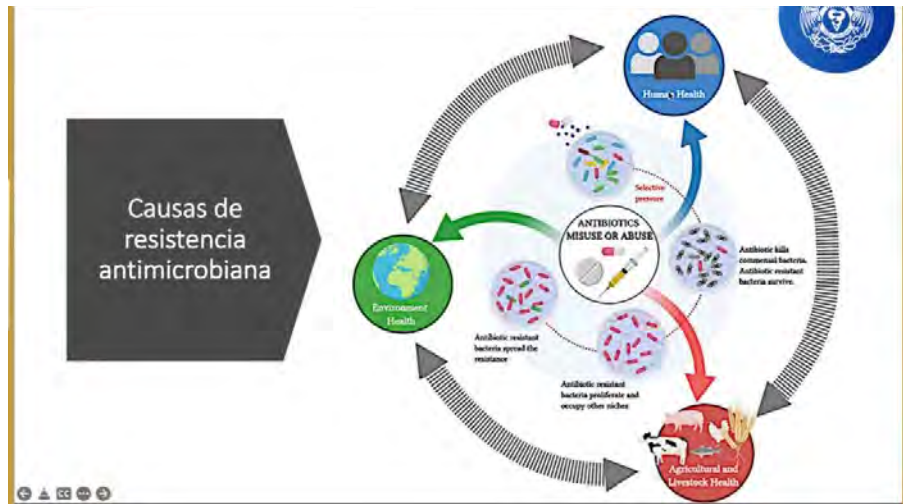 Causas de
resistencia
antimicrobiana
Human Health
Selective
pressure
ANTIBIOTICS
MISUSE OR ABUSE
Antibiotic kills
commensal bacteria.
Antibiotic resistant
bacteria survive.
Environment
Health
Antibiotic resistant
bacteria spread the
resistance
Antibiotic resistant
bacteria proliferate and
occupy other niches
Agricultural and
Livestock Health
CC